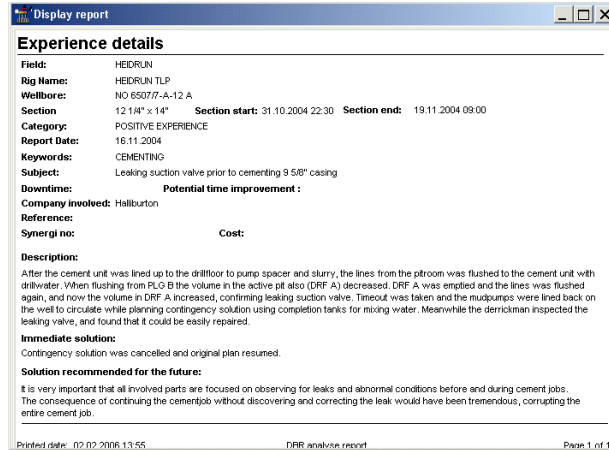 Display report
Experience details
Field: HEIDRUN
Rig Name: HEIDRUN TLP
Wellbore: NO 6507/7-A-12 A
Section 12 1/4" x 14" Section start: 31.10.2004 22:30 Section end: 19.11.2004 09:00
Category: POSITIVE EXPERIENCE
Report Date: 16.11.2004
Keywords: CEMENTING
Subject: Leaking suction valve prior to cementing 9 5/8" casing
Downtime: Potential time improvement :
Company involved: Halliburton
Reference:
Synergi no: Cost:
Description:
After the cement unit was lined up to the drillfloor to pump spacer and slurry, the lines from the pitroom was flushed to the cement unit with
drillwater. When flushing from PLG B the volume in the active pit also (DRF A) decreased. DRF A was emptied and the lines was flushed
again, and now the volume in DRF A increased, confirming leaking suction valve. Timeout was taken and the mudpumps were lined back on
the well to circulate while planning contingency solution using completion tanks for mixing water. Meanwhile the derrickman inspected the
leaking valve, and found that it could be easily repaired.
Immediate solution:
Contingency solution was cancelled and original plan resumed.
Solution recommended for the future:
It is very important that all involved parts are focused on observing for leaks and abnormal conditions before and during cement jobs.
The consequence of continuing the cementjob without discovering and correcting the leak would have been tremendous, corrupting the
entire cement job.
Printed date: 02.02.2006 13:55 DBR analyse report Page 1 of 1